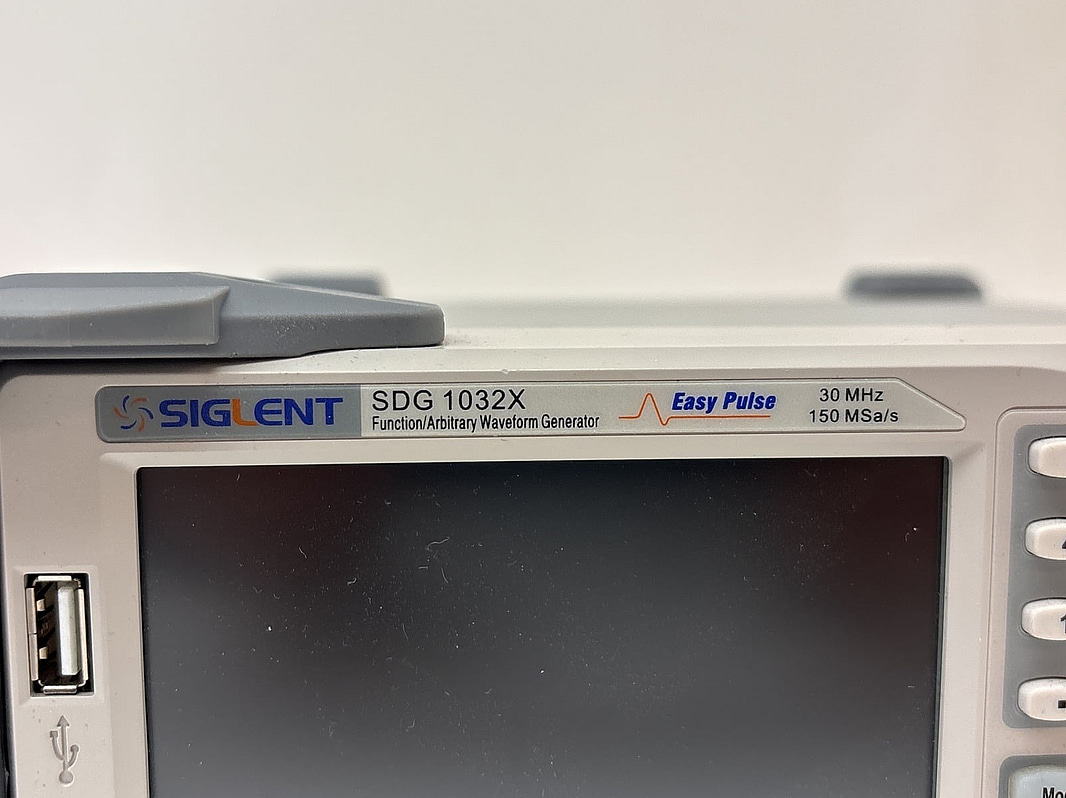 SIGLENT
SDG 1032X
Function/Arbitrary Waveform Generator
Easy Pulse
30 MHz
150 MSa/s